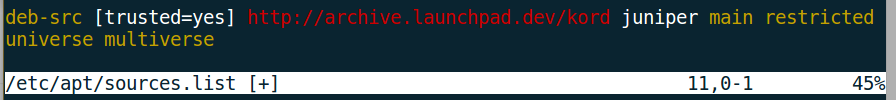 deb-src [trusted=yes] http://archive.launchpad.dev/kord juniper main restricted
universe multiverse
/etc/apt/sources.list [+] 11,0-1 45%